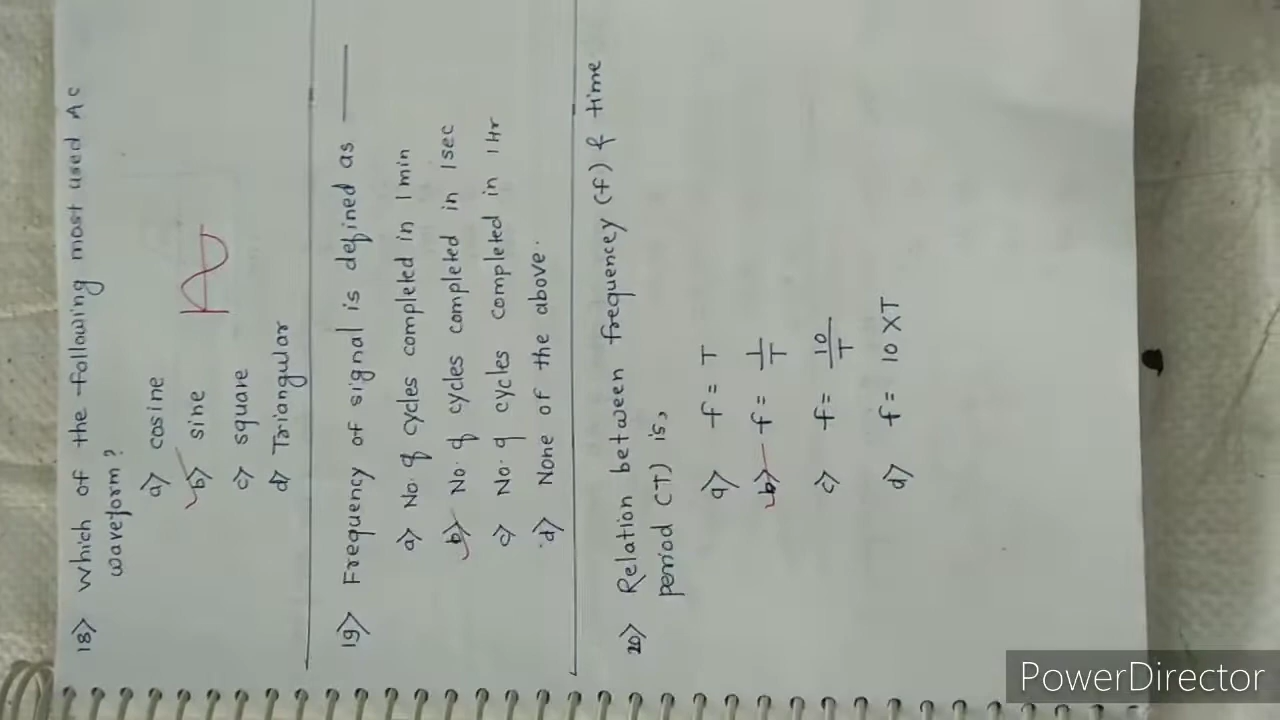 18> Which of the following most used AC
waveform?
a> cosine
b> sine
c> square
d> Triangular
19> Frequency of signal is defined as ———
a> No. of cycles completed in 1 min
b> No. of cycles completed in 1 sec
c> No. of cycles completed in 1 Hr
d> None of the above.
20> Relation between frequencey (f) & time
period (T) is,
a> f = T
b> f = 1/T
c> f = 10/T
d> f = 10 X T
PowerDirector